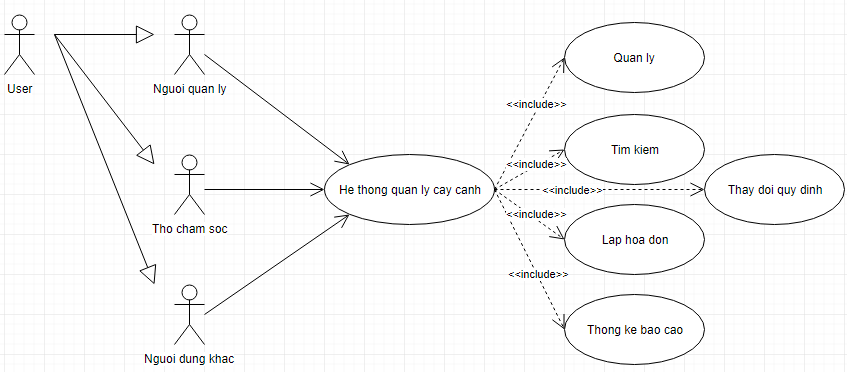 User
Nguoi quan ly
Tho cham soc
Nguoi dung khac
He thong quan ly cay canh
<<include>>
<<include>>
<<include>>
<<include>>
<<include>>
Quan ly
Tim kiem
Thay doi quy dinh
Lap hoa don
Thong ke bao cao